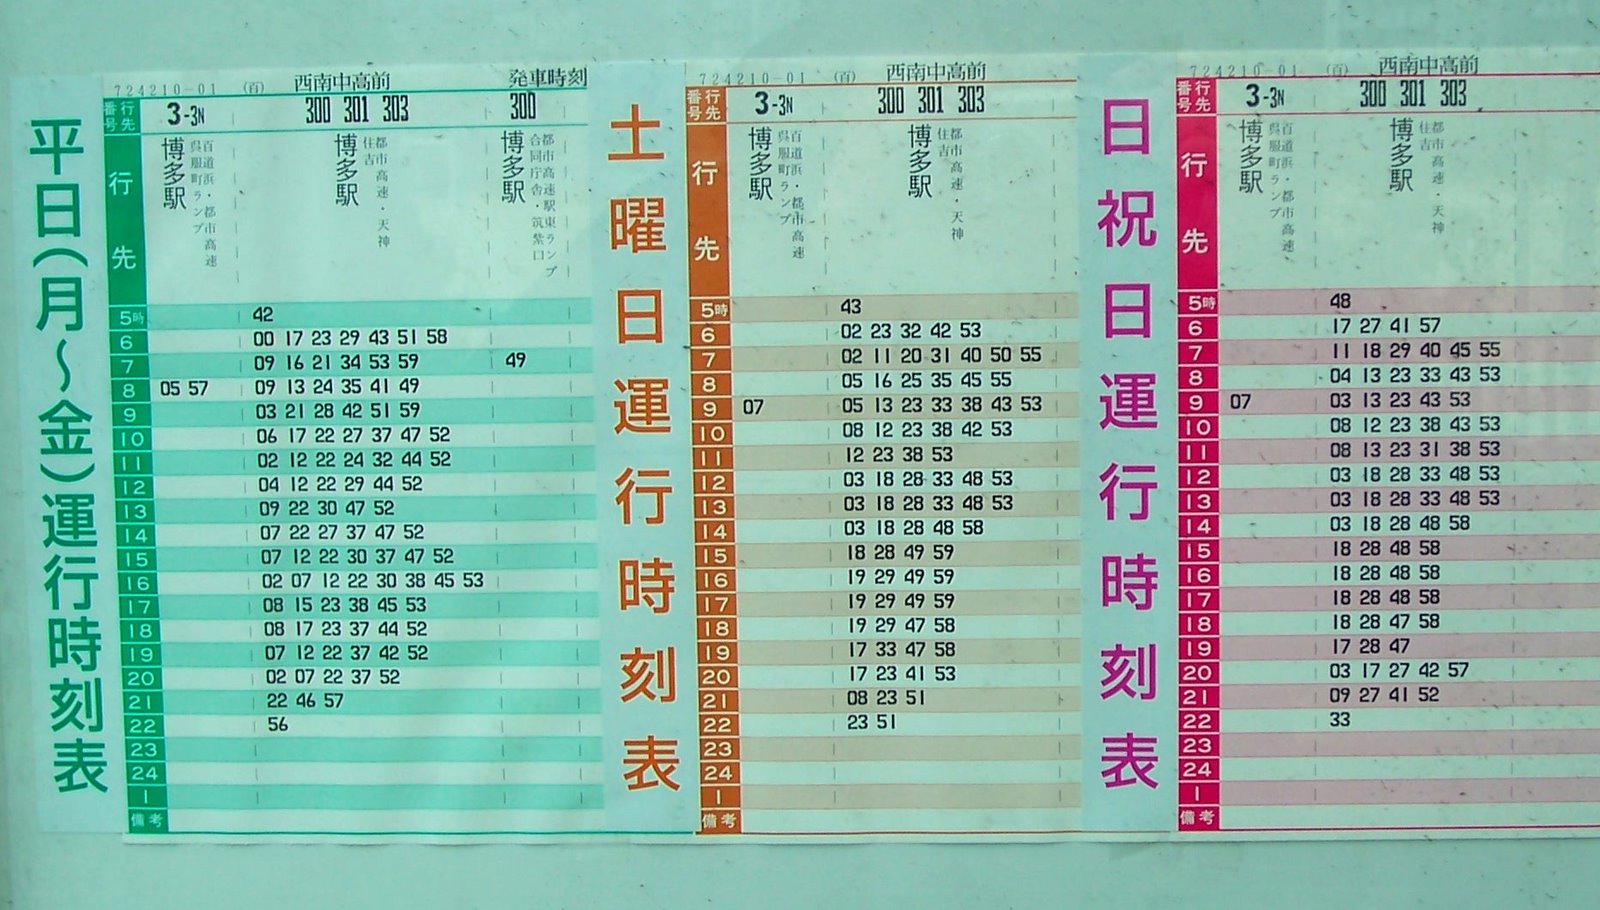 平日(月～金)運行時刻表
724210-01 (百) 西南中高前 発車時刻
行先番号 3-3N 300 301 303 300
行先
博多駅 百道浜・都市高速 呉服町ランプ
博多駅 都市高速・天神 住吉
博多駅 都市高速駅東ランプ 合同庁舎・筑紫口
5時 42
6 00 17 23 29 43 51 58
7 09 16 21 34 53 59 49
8 05 57 09 13 24 35 41 49
9 03 21 28 42 51 59
10 06 17 22 27 37 47 52
11 02 12 22 24 32 44 52
12 04 12 22 29 44 52
13 09 22 30 47 52
14 07 22 27 37 47 52
15 07 12 22 30 37 47 52
16 02 07 12 22 30 38 45 53
17 08 15 23 38 45 53
18 08 17 23 37 44 52
19 07 12 22 37 42 52
20 02 07 22 37 52
21 22 46 57
22 56
23
24
1
備考
土曜日運行時刻表
724210-01 (百) 西南中高前
行先番号 3-3N 300 301 303
行先
博多駅 百道浜・都市高速 呉服町ランプ
博多駅 都市高速・天神 住吉
5時 43
6 02 23 32 42 53
7 02 11 20 31 40 50 55
8 05 16 25 35 45 55
9 07 05 13 23 33 38 43 53
10 08 12 23 38 42 53
11 12 23 38 53
12 03 18 28 33 48 53
13 03 18 28 33 48 53
14 03 18 28 48 58
15 18 28 49 59
16 19 29 49 59
17 19 29 49 59
18 19 29 47 58
19 17 33 47 58
20 17 23 41 53
21 08 23 51
22 23 51
23
24
1
備考
日祝日運行時刻表
724210-01 (百) 西南中高前
行先番号 3-3N 300 301 303
行先
博多駅 百道浜・都市高速 呉服町ランプ
博多駅 都市高速・天神 住吉
5時 48
6 17 27 41 57
7 11 18 29 40 45 55
8 04 13 23 33 43 53
9 07 03 13 23 43 53
10 08 12 23 38 43 53
11 08 13 23 31 38 53
12 03 18 28 33 48 53
13 03 18 28 33 48 53
14 03 18 28 48 58
15 18 28 48 58
16 18 28 48 58
17 18 28 48 58
18 18 28 47 58
19 17 28 47
20 03 17 27 42 57
21 09 27 41 52
22 33
23
24
1
備考